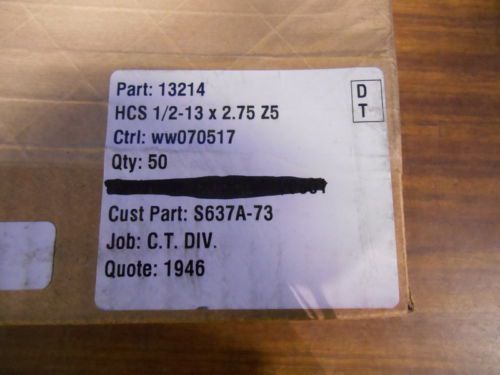 Part: 13214
HCS 1/2-13 x 2.75 Z5
Ctrl: ww070517
Qty: 50
Cust Part: S637A-73
Job: C.T. DIV.
Quote: 1946
D
T